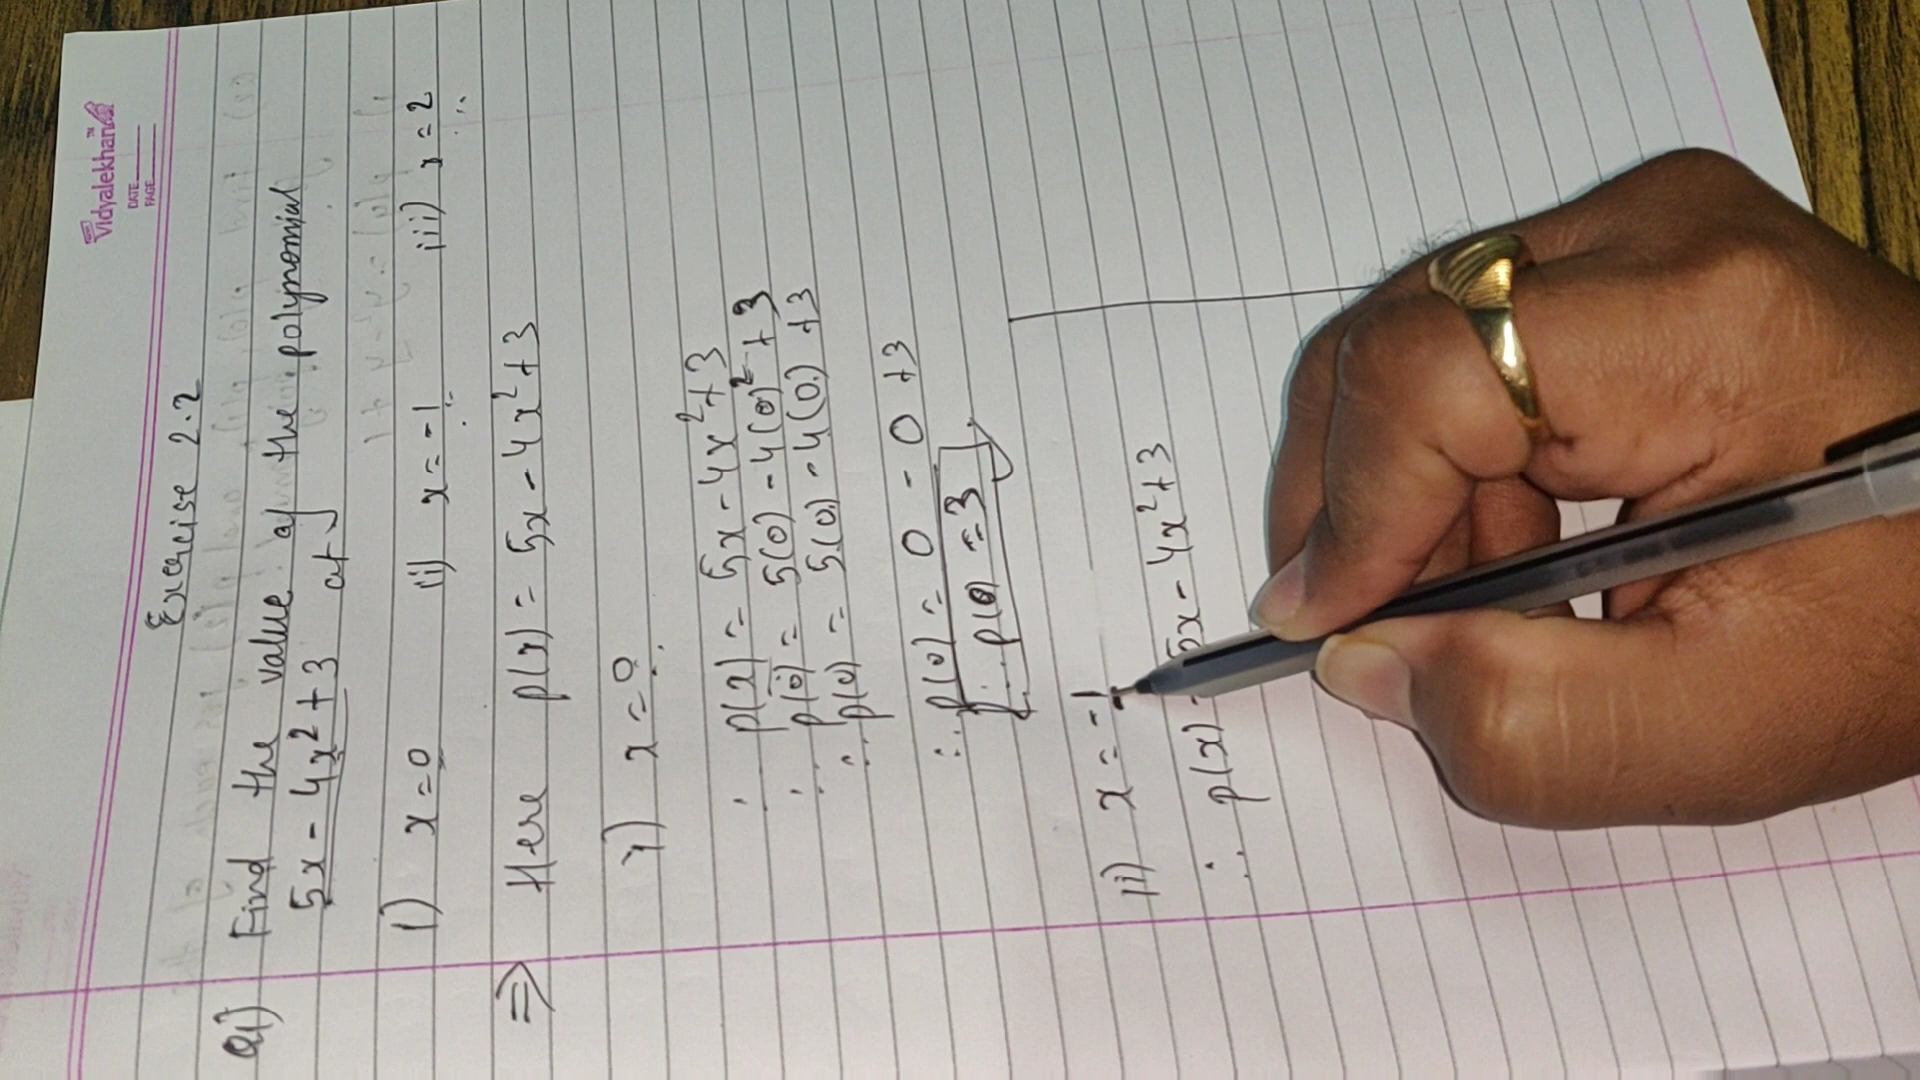 Vidyalekhan™
DATE
PAGE
Exercise 2.2
Q1) Find the value of the polynomial
5x - 4x² + 3 at
i) x = 0 ii) x = -1 iii) x = 2
⇒ Here p(x) = 5x - 4x² + 3
i) x = 0
∴ p(x) = 5x - 4x² + 3
∴ p(0) = 5(0) - 4(0)² + 3
∴ p(0) = 5(0) - 4(0) + 3
∴ p(0) = 0 - 0 + 3
∴ p(0) = 3
ii) x = -1
∴ p(x) = 5x - 4x² + 3